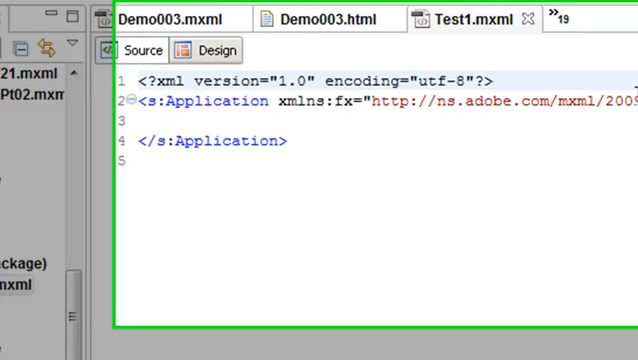 Demo003.mxml Demo003.html Test1.mxml »19
Source Design
21.mxml
Pt02.mxm
1 <?xml version="1.0" encoding="utf-8"?>
2 <s:Application xmlns:fx="http://ns.adobe.com/mxml/2009
3
4 </s:Application>
5
ckage)
mxml